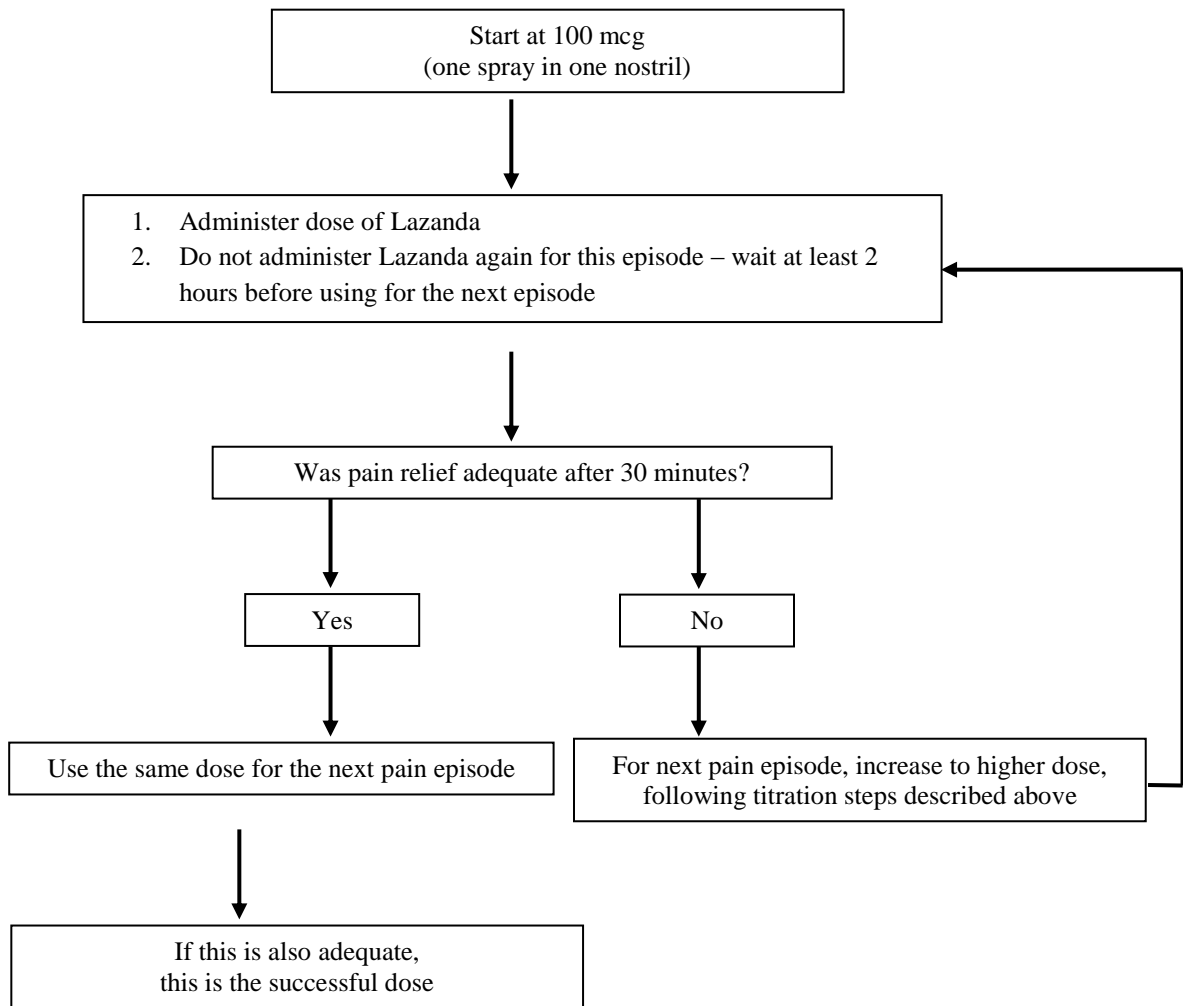 Start at 100 mcg
(one spray in one nostril)
1. Administer dose of Lazanda
2. Do not administer Lazanda again for this episode – wait at least 2
hours before using for the next episode
Was pain relief adequate after 30 minutes?
Yes
No
Use the same dose for the next pain episode
For next pain episode, increase to higher dose,
following titration steps described above
If this is also adequate,
this is the successful dose